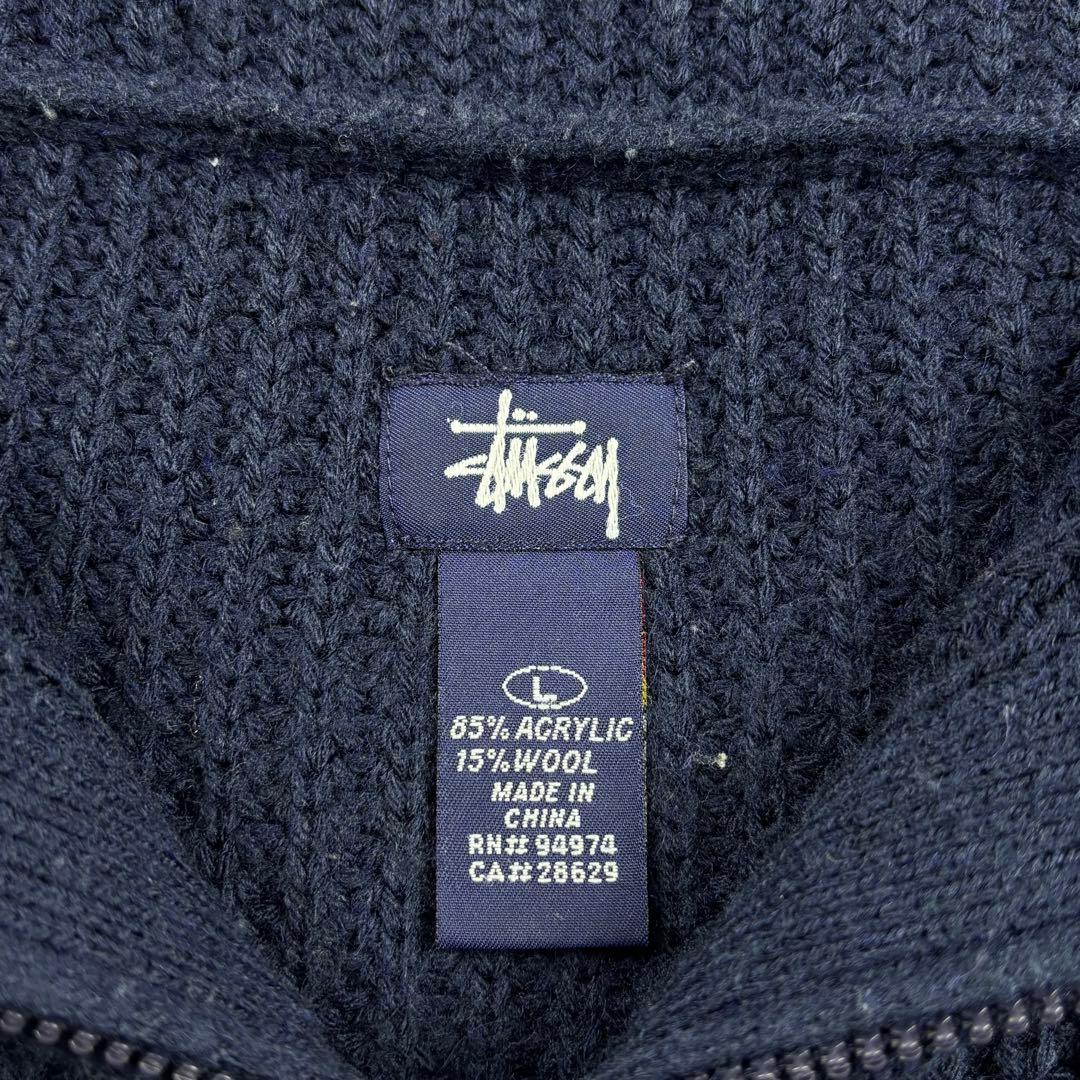 Stüssy
L
85% ACRYLIC
15% WOOL
MADE IN
CHINA
RN# 94974
CA# 28629